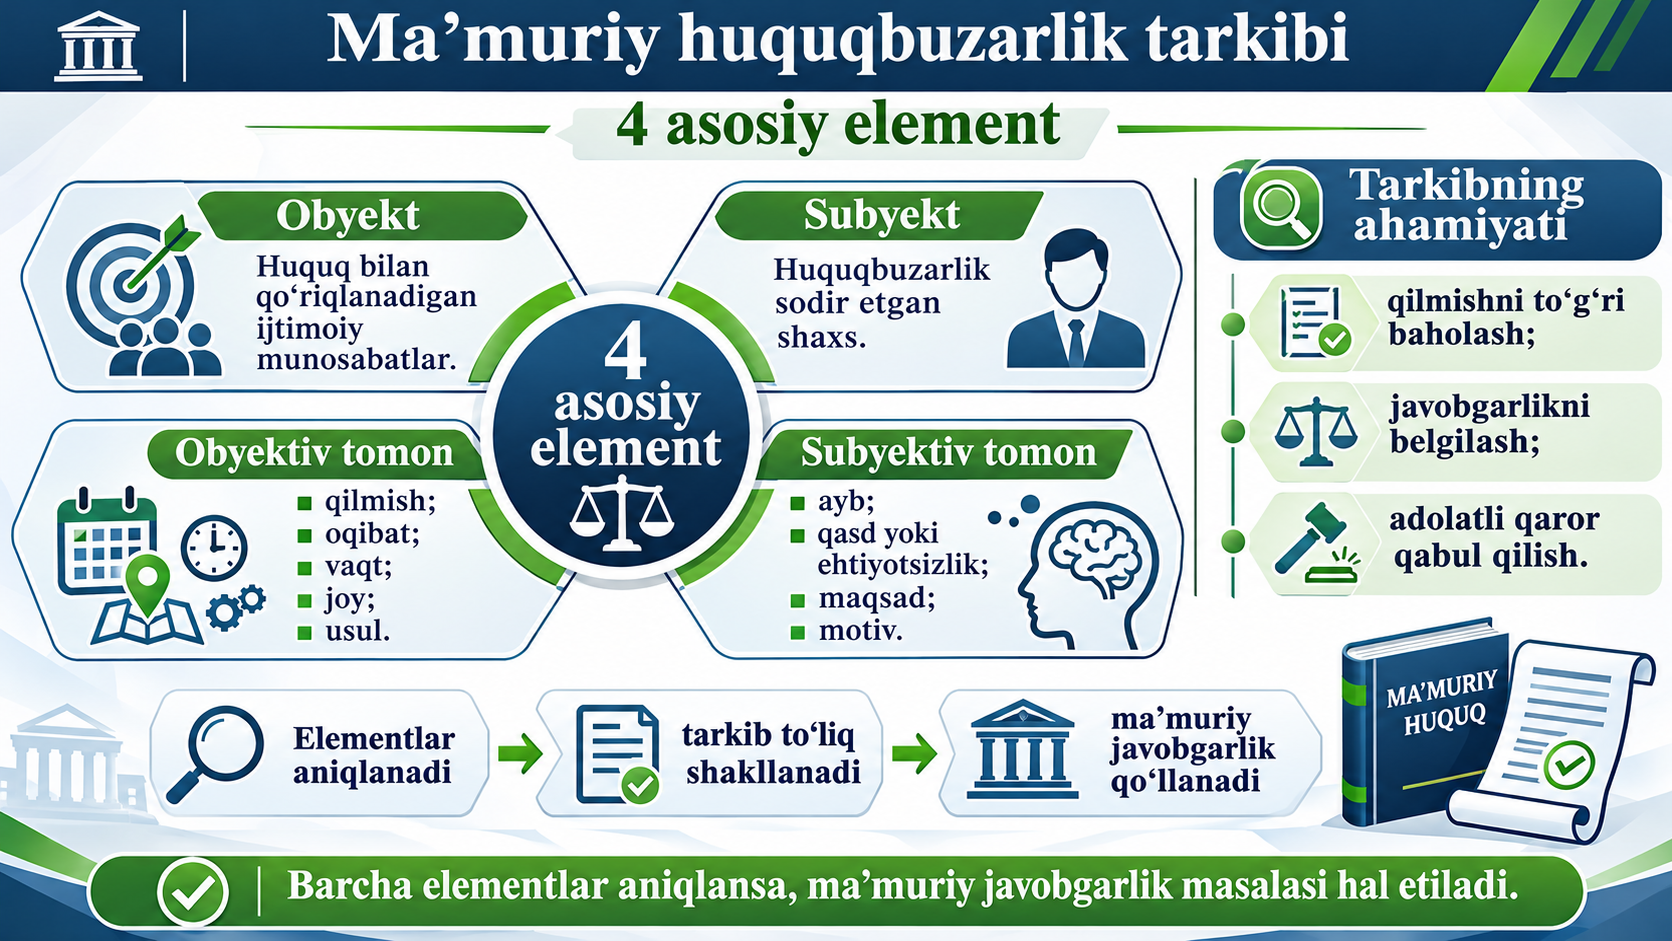 Ma’muriy huquqbuzarlik tarkibi
4 asosiy element
Obyekt
Huquq bilan
qo‘riqlanadigan
ijtimoiy
munosabatlar.
Subyekt
Huquqbuzarlik
sodir etgan
shaxs.
4
asosiy
element
Obyektiv tomon
qilmish;
oqibat;
vaqt;
joy;
usul.
Subyektiv tomon
ayb;
qasd yoki
ehtiyotsizlik;
maqsad;
motiv.
Tarkibning
ahamiyati
qilmishni to‘g‘ri
baholash;
javobgarlikni
belgilash;
adolatli qaror
qabul qilish.
Elementlar
aniqlanadi
tarkib to‘liq
shakllanadi
ma’muriy
javobgarlik
qo‘llanadi
MA’MURIY
HUQUQ
Barcha elementlar aniqlansa, ma’muriy javobgarlik masalasi hal etiladi.